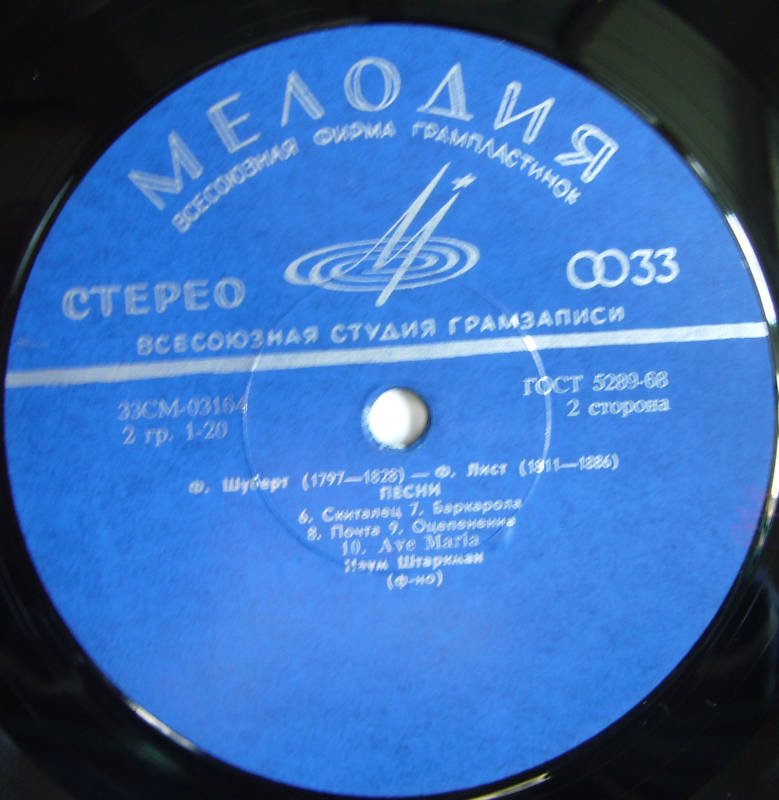 МЕЛОДИЯ
ВСЕСОЮЗНАЯ ФИРМА ГРАМПЛАСТИНОК
СТЕРЕО
33
ВСЕСОЮЗНАЯ СТУДИЯ ГРАМЗАПИСИ
33СМ-03164
ГОСТ 5289-68
2 гр. 1-20
2 сторона
Ф. Шуберт (1797—1828) — Ф. Лист (1811—1886)
ПЕСНИ
6. Скиталец 7. Баркарола
8. Почта 9. Оцепенение
10. Ave Maria
Наум Штаркман
(ф-но)